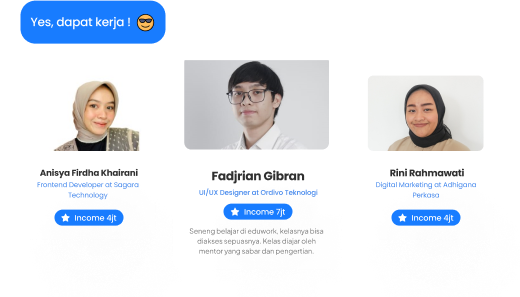 Yes, dapat kerja ! 😎
Anisya Firdha Khairani
Frontend Developer at Sagara
Technology
Income 4jt
Fadjrian Gibran
UI/UX Designer at Ordivo Teknologi
Income 7jt
Seneng belajar di eduwork, kelasnya bisa
diakses sepuasnya. Kelas diajar oleh
mentor yang sabar dan pengertian.
Rini Rahmawati
Digital Marketing at Adhigana
Perkasa
Income 4jt